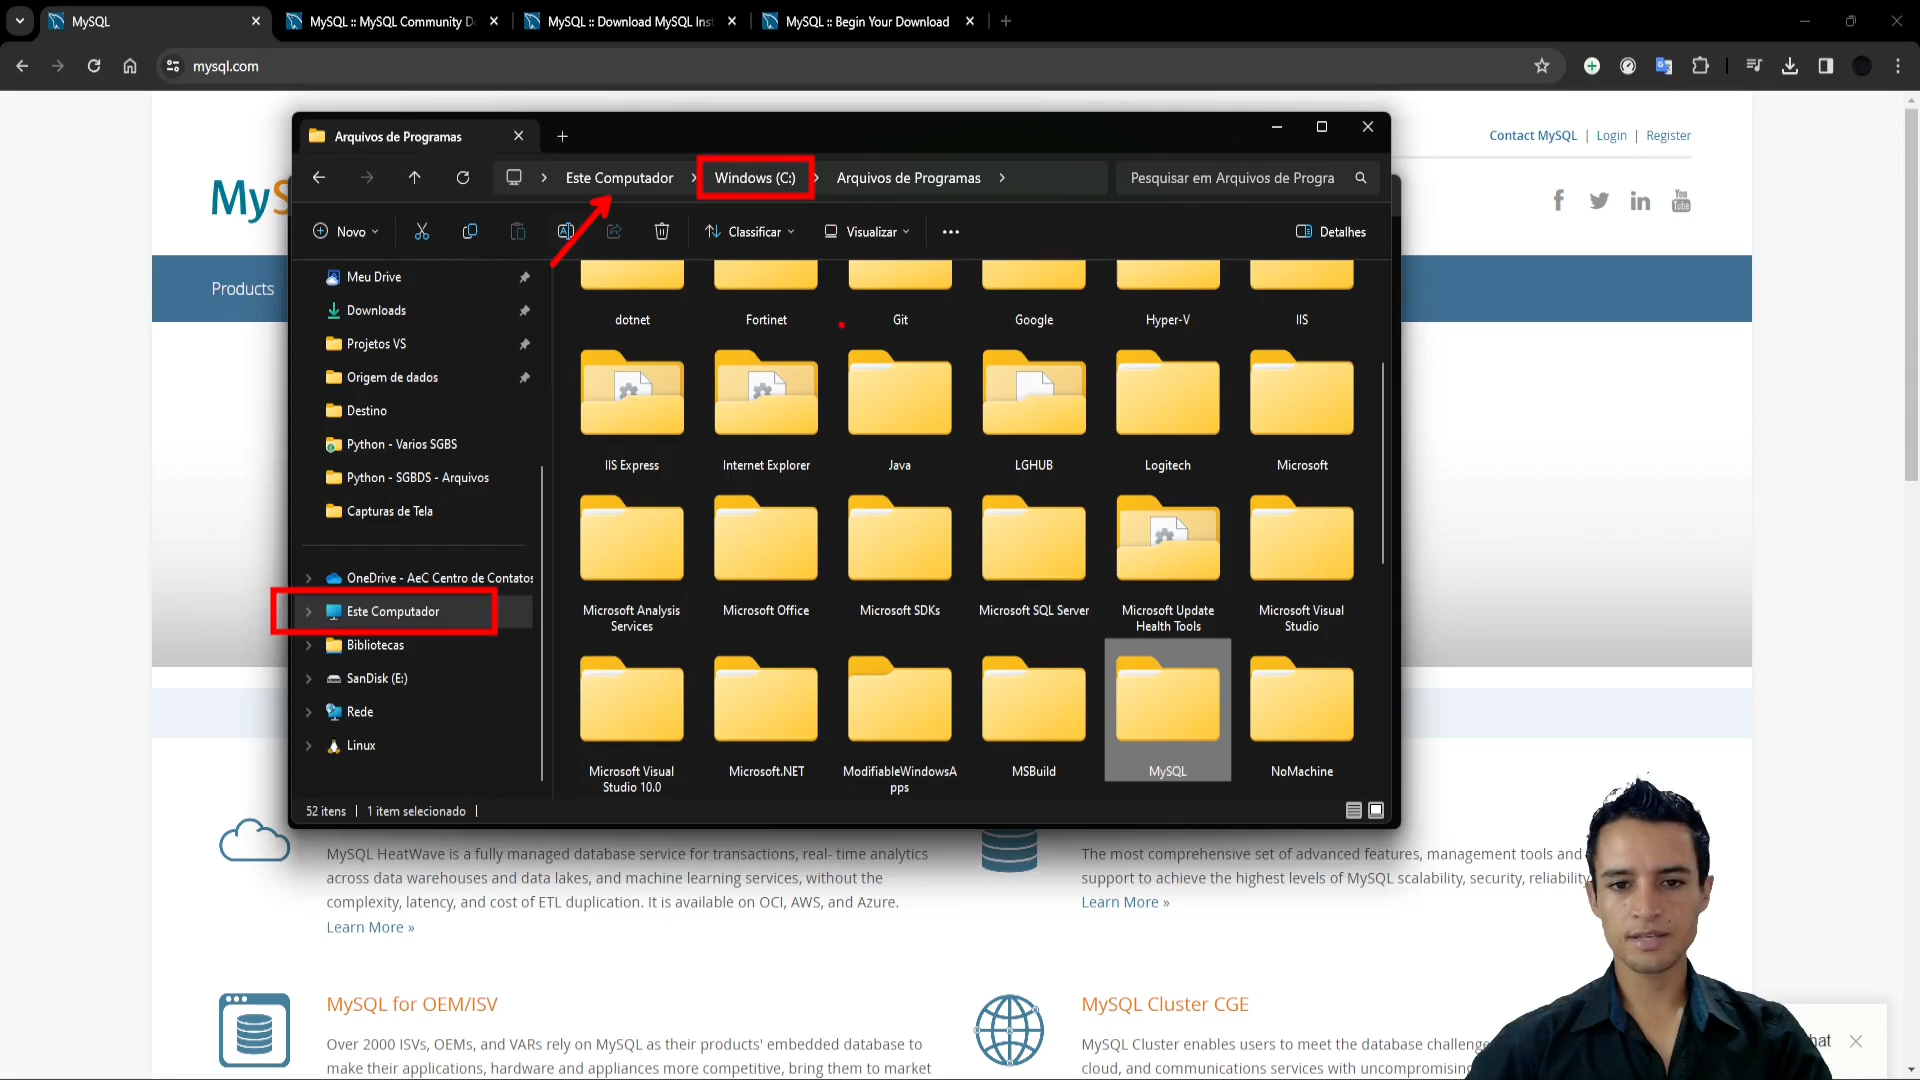 MySQL
MySQL :: MySQL Community D
MySQL :: Download MySQL Inst
MySQL :: Begin Your Download
mysql.com
Contact MySQL | Login | Register
MyS
Products
Arquivos de Programas
Este Computador
Windows (C:)
Arquivos de Programas
Pesquisar em Arquivos de Progra
Novo
Classificar
Visualizar
Detalhes
Meu Drive
Downloads
Projetos VS
Origem de dados
Destino
Python - Varios SGBS
Python - SGBDS - Arquivos
Capturas de Tela
OneDrive - AeC Centro de Contatos
Este Computador
Bibliotecas
SanDisk (E:)
Rede
Linux
dotnet
Fortinet
Git
Google
Hyper-V
IIS
IIS Express
Internet Explorer
Java
LGHUB
Logitech
Microsoft
Microsoft Analysis
Services
Microsoft Office
Microsoft SDKs
Microsoft SQL Server
Microsoft Update
Health Tools
Microsoft Visual
Studio
Microsoft Visual
Studio 10.0
Microsoft.NET
ModifiableWindowsA
pps
MSBuild
MySQL
NoMachine
52 itens | 1 item selecionado |
MySQL HeatWave is a fully managed database service for transactions, real- time analytics
across data warehouses and data lakes, and machine learning services, without the
complexity, latency, and cost of ETL duplication. It is available on OCI, AWS, and Azure.
Learn More »
The most comprehensive set of advanced features, management tools and
support to achieve the highest levels of MySQL scalability, security, reliability,
Learn More »
MySQL for OEM/ISV
Over 2000 ISVs, OEMs, and VARs rely on MySQL as their products' embedded database to
make their applications, hardware and appliances more competitive, bring them to market
MySQL Cluster CGE
MySQL Cluster enables users to meet the database challenge
cloud, and communications services with uncompromising
hat